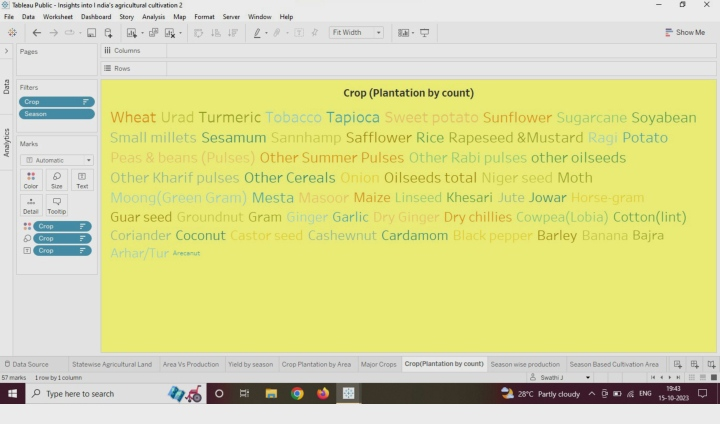 Tableau Public - Insights into I ndia's agricultural cultivation 2
File Data Worksheet Dashboard Story Analysis Map Format Server Window Help
Fit Width Show Me
Pages
Columns
Rows
Data
Analytics
Filters
Crop
Season
Marks
Automatic
Color Size Text
Detail Tooltip
Crop
Crop
Crop
Crop (Plantation by count)
Wheat Urad Turmeric Tobacco Tapioca Sweet potato Sunflower Sugarcane Soyabean
Small millets Sesamum Sannhamp Safflower Rice Rapeseed &Mustard Ragi Potato
Peas & beans (Pulses) Other Summer Pulses Other Rabi pulses other oilseeds
Other Kharif pulses Other Cereals Onion Oilseeds total Niger seed Moth
Moong(Green Gram) Mesta Masoor Maize Linseed Khesari Jute Jowar Horse-gram
Guar seed Groundnut Gram Ginger Garlic Dry Ginger Dry chillies Cowpea(Lobia) Cotton(lint)
Coriander Coconut Castor seed Cashewnut Cardamom Black pepper Barley Banana Bajra
Arhar/Tur Arecanut
Data Source Statewise Agricultural Land Area Vs Production Yield by season Crop Plantation by Area Major Crops Crop(Plantation by count) Season wise production Season Based Cultivation Area
57 marks 1 row by 1 column Swathi J
Type here to search 28°C Partly cloudy ENG 19:43
15-10-2023